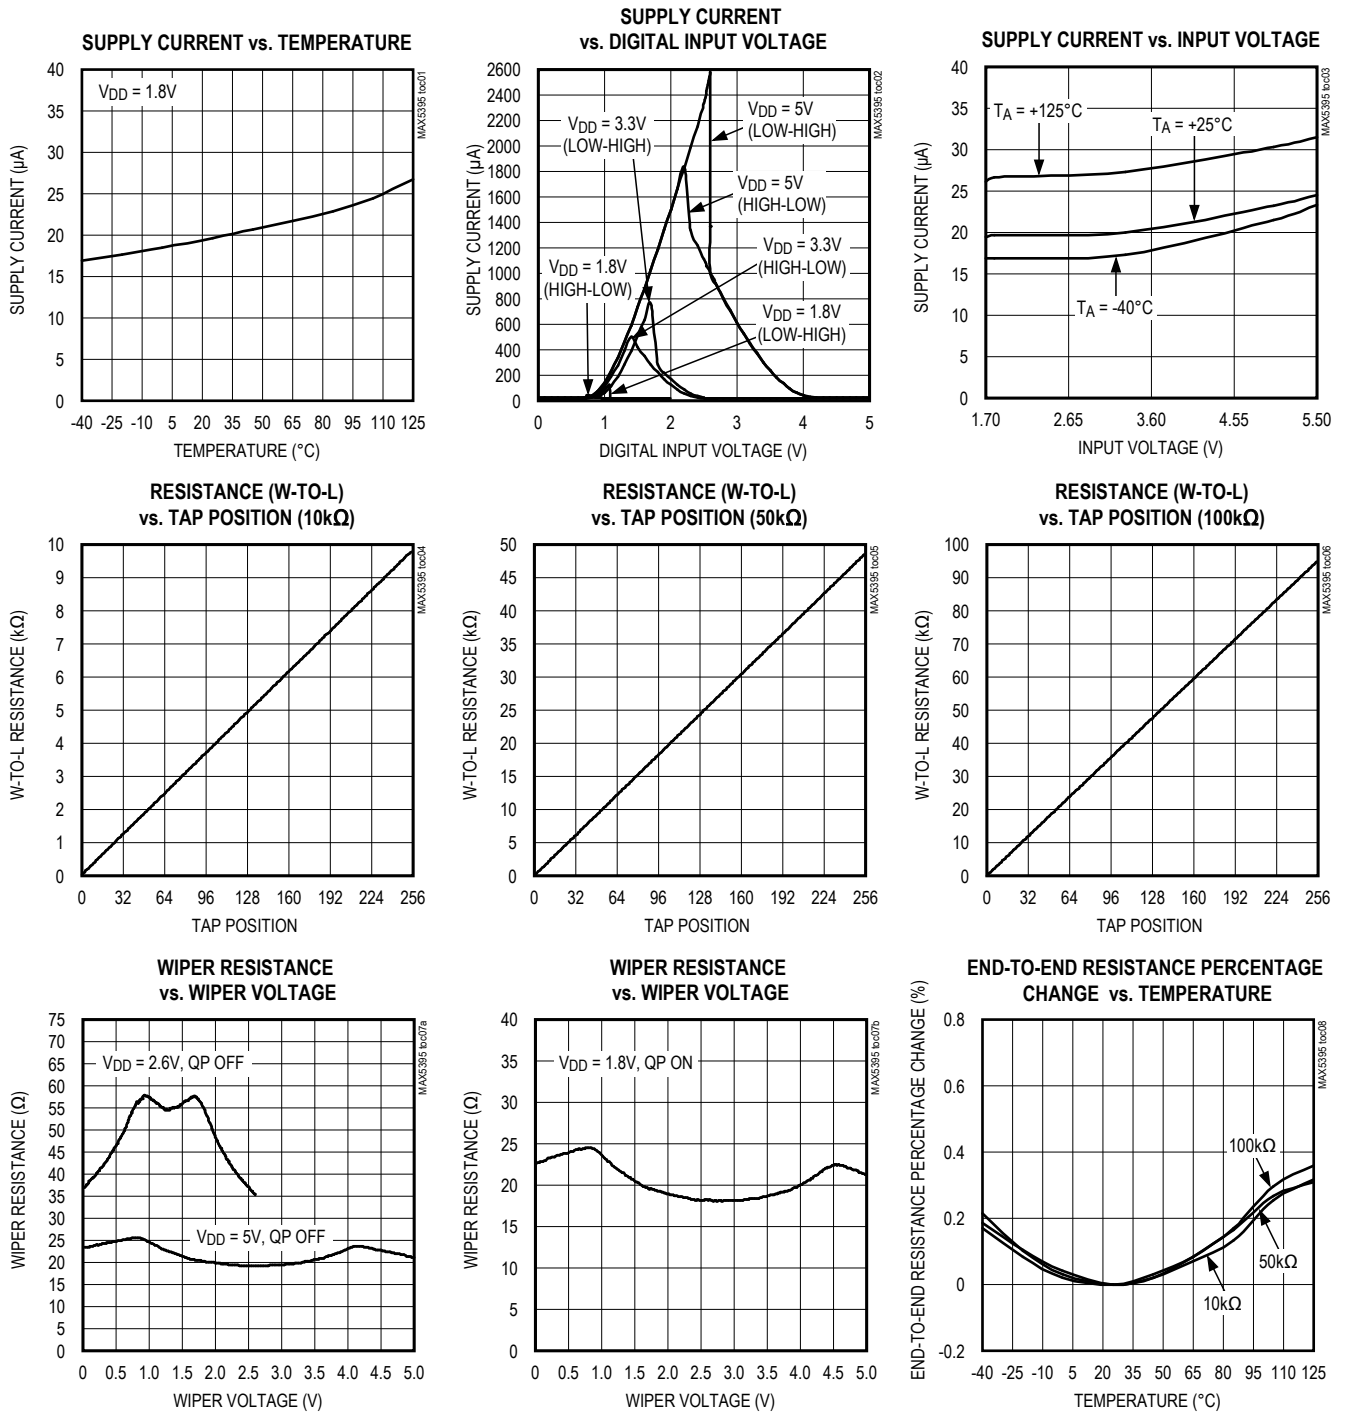 SUPPLY CURRENT vs. TEMPERATURE
40
35
30
25
20
15
10
5
0
SUPPLY CURRENT (µA)
VDD = 1.8V
MAX5395 toc01
-40 -25 -10 5 20 35 50 65 80 95 110 125
TEMPERATURE (°C)
SUPPLY CURRENT
vs. DIGITAL INPUT VOLTAGE
2600
2400
2200
2000
1800
1600
1400
1200
1000
800
600
400
200
0
SUPPLY CURRENT (µA)
VDD = 5V
(LOW-HIGH)
VDD = 3.3V
(LOW-HIGH)
VDD = 5V
(HIGH-LOW)
VDD = 3.3V
(HIGH-LOW)
VDD = 1.8V
(HIGH-LOW)
VDD = 1.8V
(LOW-HIGH)
MAX5395 toc02
0 1 2 3 4 5
DIGITAL INPUT VOLTAGE (V)
SUPPLY CURRENT vs. INPUT VOLTAGE
40
35
30
25
20
15
10
5
0
SUPPLY CURRENT (µA)
TA = +125°C
TA = +25°C
TA = -40°C
MAX5395 toc03
1.70 2.65 3.60 4.55 5.50
INPUT VOLTAGE (V)
RESISTANCE (W-TO-L)
vs. TAP POSITION (10kΩ)
10
9
8
7
6
5
4
3
2
1
0
W-TO-L RESISTANCE (kΩ)
MAX5395 toc04
0 32 64 96 128 160 192 224 256
TAP POSITION
RESISTANCE (W-TO-L)
vs. TAP POSITION (50kΩ)
50
45
40
35
30
25
20
15
10
5
0
W-TO-L RESISTANCE (kΩ)
MAX5395 toc05
0 32 64 96 128 160 192 224 256
TAP POSITION
RESISTANCE (W-TO-L)
vs. TAP POSITION (100kΩ)
100
90
80
70
60
50
40
30
20
10
0
W-TO-L RESISTANCE (kΩ)
MAX5395 toc06
0 32 64 96 128 160 192 224 256
TAP POSITION
WIPER RESISTANCE
vs. WIPER VOLTAGE
75
70
65
60
55
50
45
40
35
30
25
20
15
10
5
0
WIPER RESISTANCE (Ω)
VDD = 2.6V, QP OFF
VDD = 5V, QP OFF
MAX5395 toc07a
0 0.5 1.0 1.5 2.0 2.5 3.0 3.5 4.0 4.5 5.0
WIPER VOLTAGE (V)
WIPER RESISTANCE
vs. WIPER VOLTAGE
40
35
30
25
20
15
10
5
0
WIPER RESISTANCE (Ω)
VDD = 1.8V, QP ON
MAX5395 toc07b
0 0.5 1.0 1.5 2.0 2.5 3.0 3.5 4.0 4.5 5.0
WIPER VOLTAGE (V)
END-TO-END RESISTANCE PERCENTAGE
CHANGE vs. TEMPERATURE
0.8
0.6
0.4
0.2
0
-0.2
END-TO-END RESISTANCE PERCENTAGE CHANGE (%)
100kΩ
50kΩ
10kΩ
MAX5395 toc08
-40 -25 -10 5 20 35 50 65 80 95 110 125
TEMPERATURE (°C)